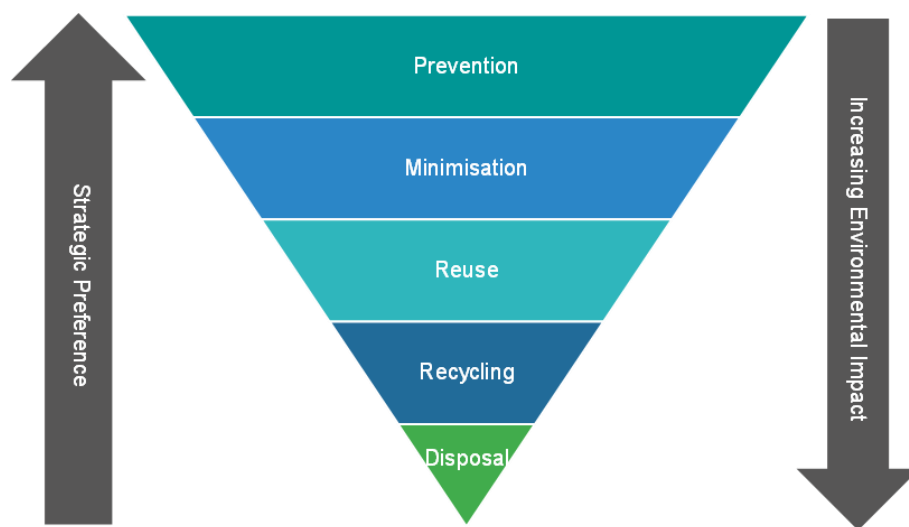 Prevention
Minimisation
Reuse
Recycling
Disposal
Strategic Preference
Increasing Environmental Impact